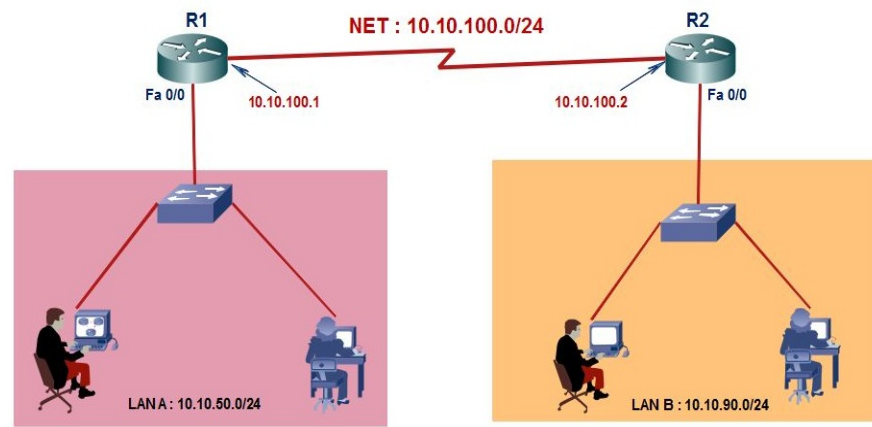 R1
NET : 10.10.100.0/24
R2
Fa 0/0
10.10.100.1
10.10.100.2
Fa 0/0
LAN A : 10.10.50.0/24
LAN B : 10.10.90.0/24